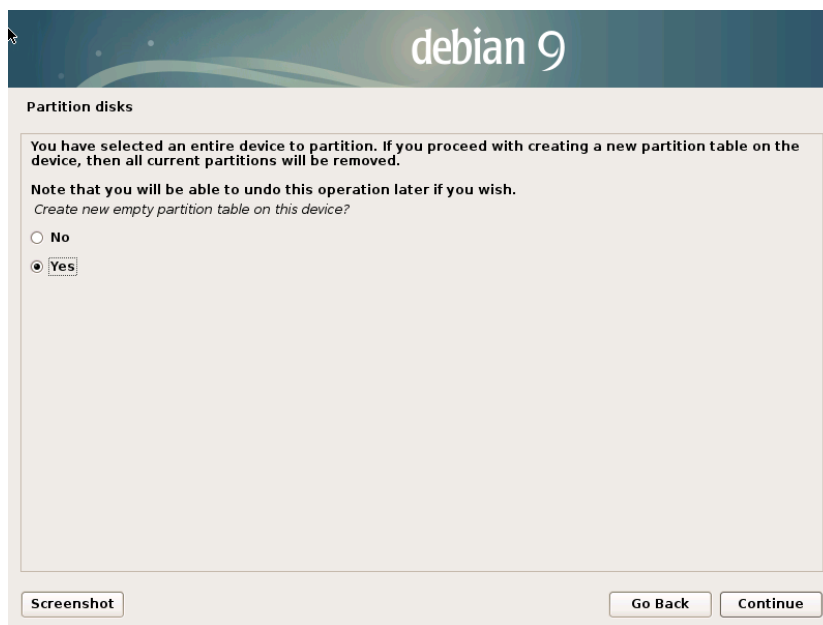 debian 9
Partition disks
You have selected an entire device to partition. If you proceed with creating a new partition table on the
device, then all current partitions will be removed.
Note that you will be able to undo this operation later if you wish.
Create new empty partition table on this device?
No
Yes
Screenshot
Go Back
Continue